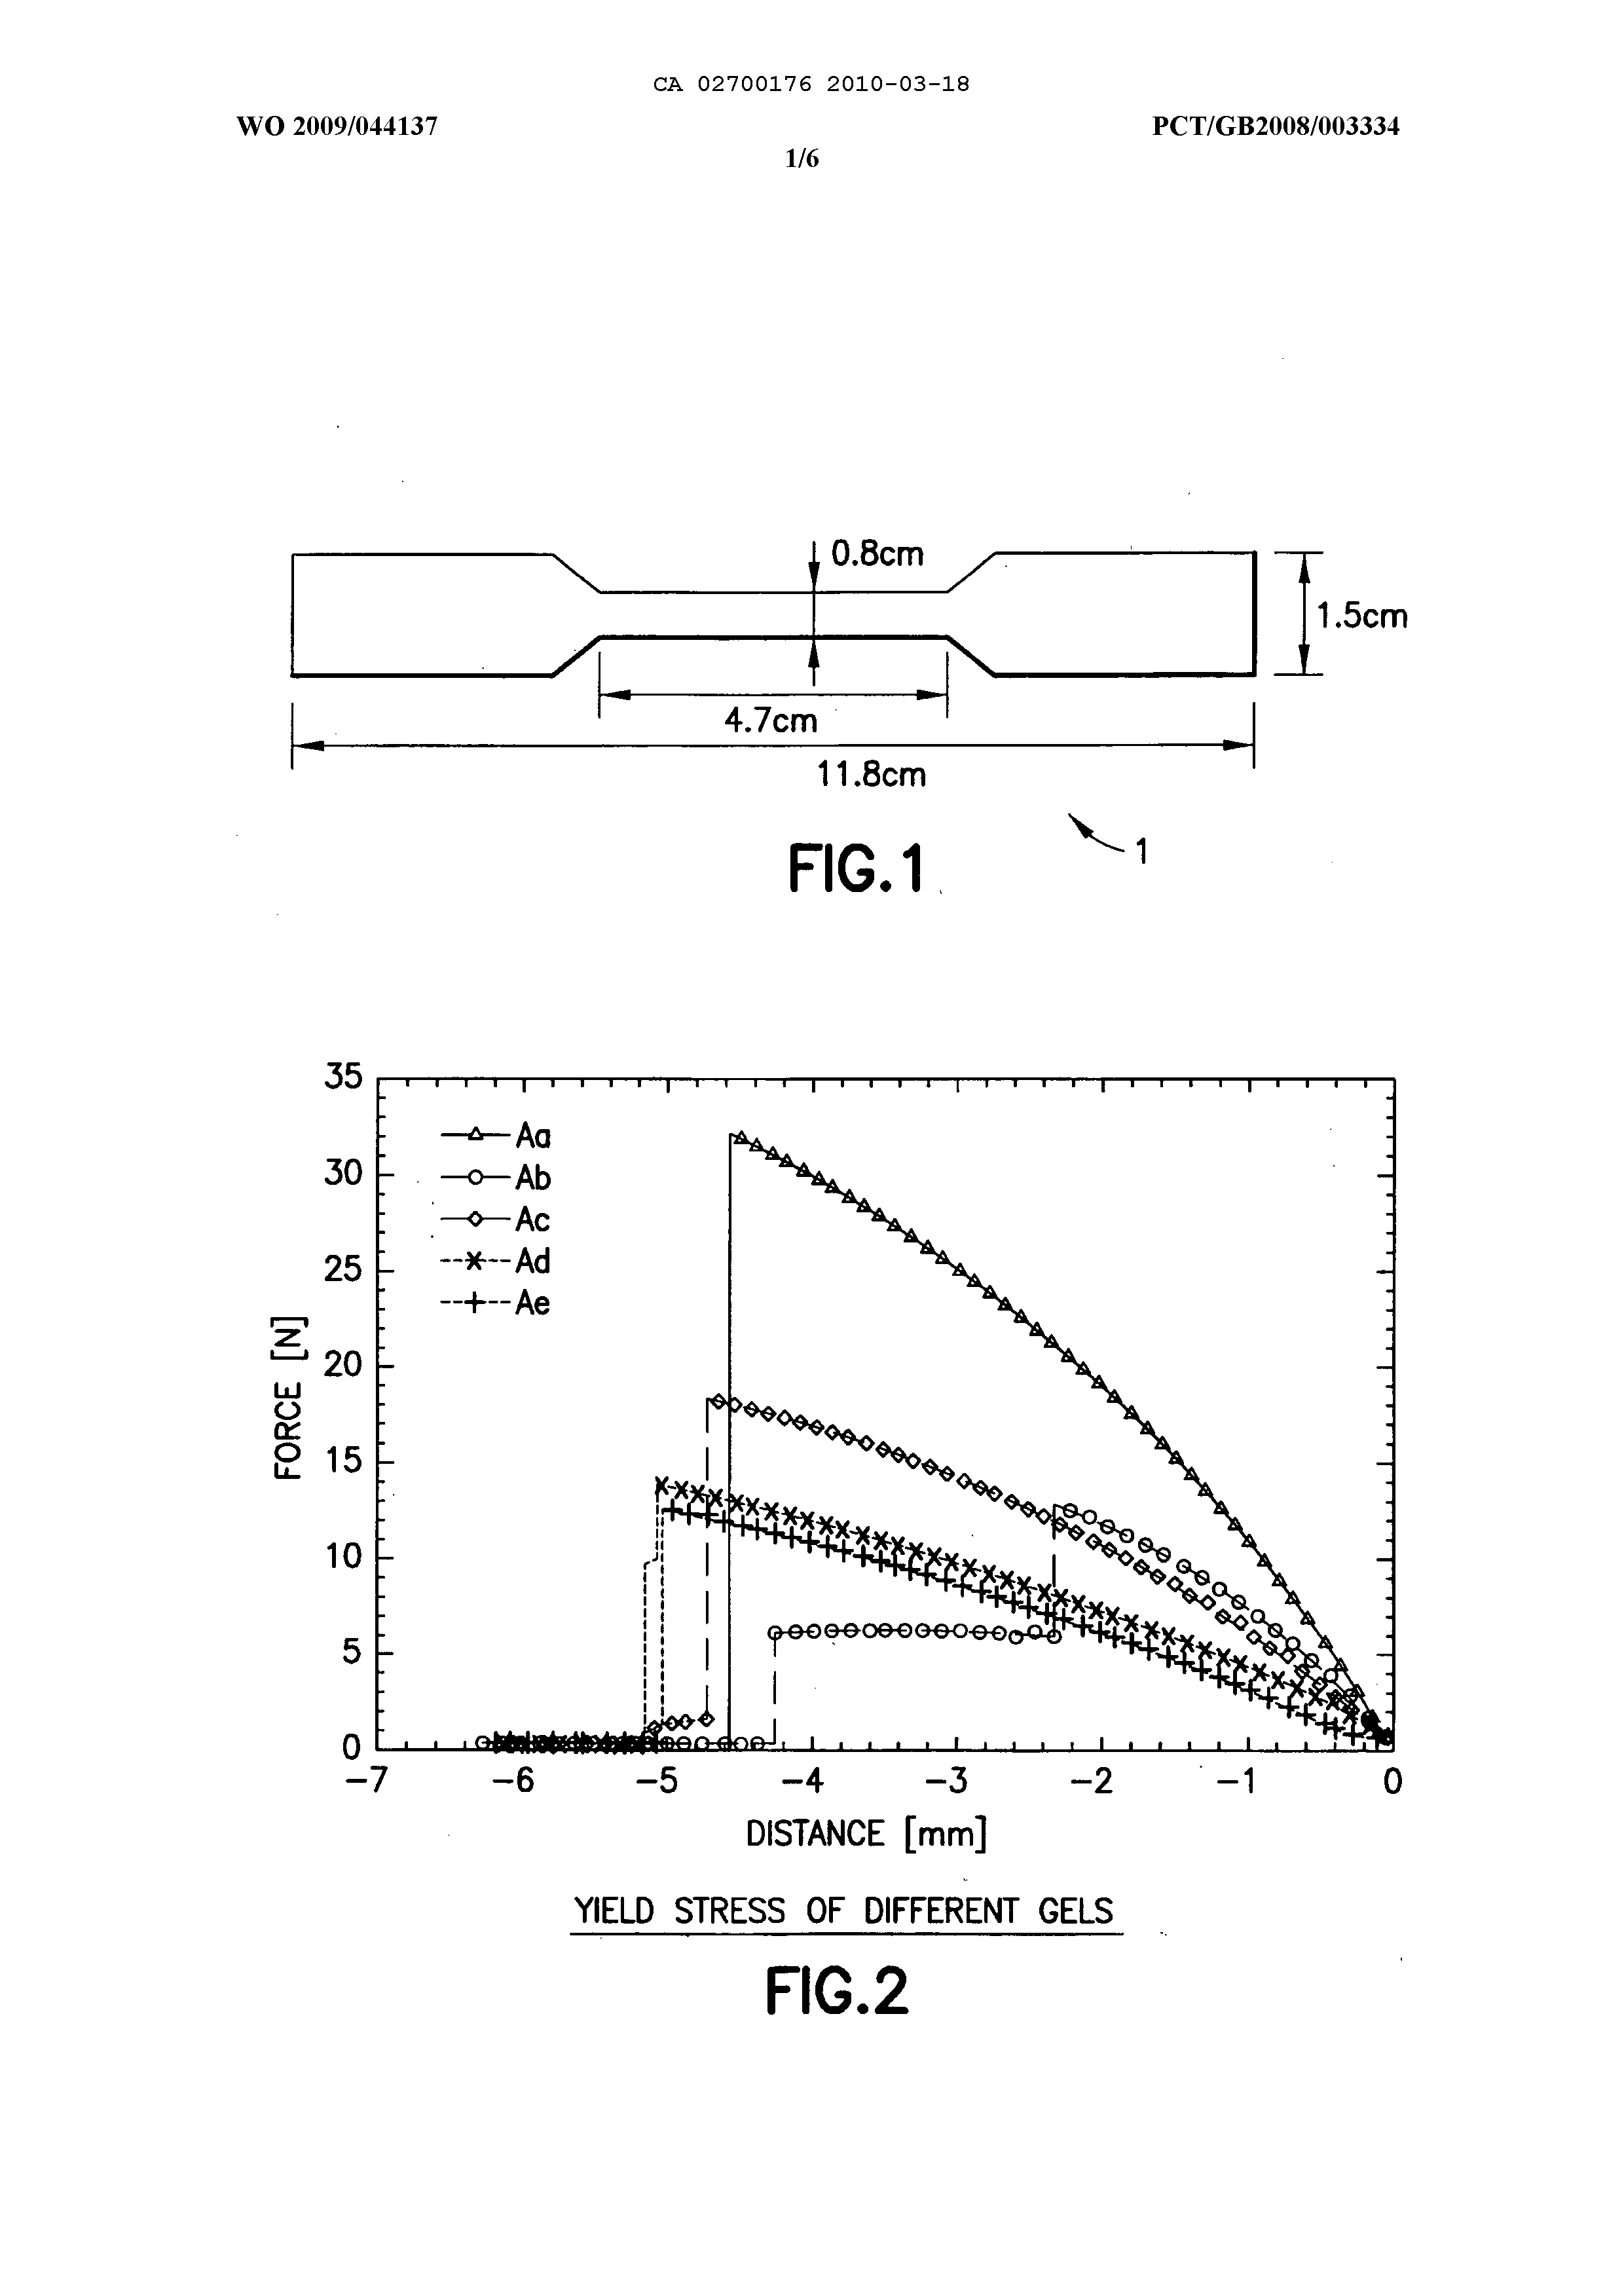 CA 02700176 2010-03-18
WO 2009/044137
PCT/GB2008/003334
1/6
0.8cm
1.5cm
4.7cm
11.8cm
1
FIG.1
35
30
25
20
15
10
5
0
FORCE [N]
Aa
Ab
Ac
Ad
Ae
-7 -6 -5 -4 -3 -2 -1 0
DISTANCE [mm]
YIELD STRESS OF DIFFERENT GELS
FIG.2